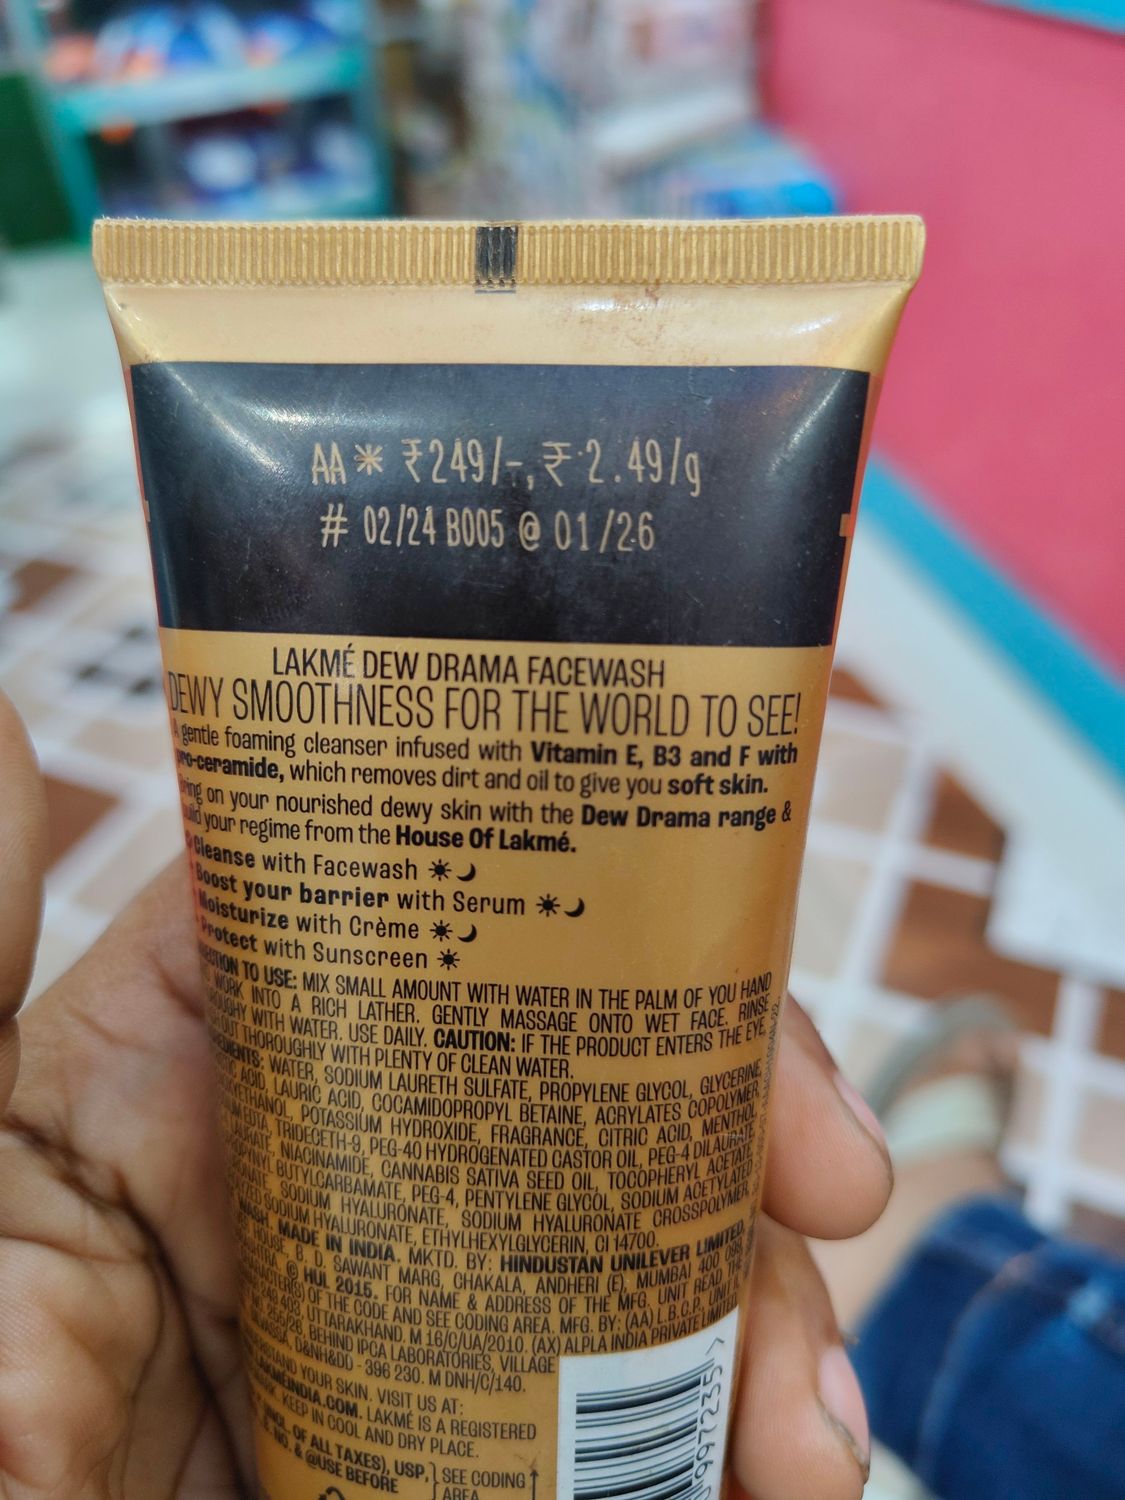 AA * ₹249/-, ₹ 2.49/g
# 02/24 B005 @ 01/26
LAKMÉ DEW DRAMA FACEWASH
DEWY SMOOTHNESS FOR THE WORLD TO SEE!
A gentle foaming cleanser infused with Vitamin E, B3 and F with
pro-ceramide, which removes dirt and oil to give you soft skin.
on your nourished dewy skin with the Dew Drama range &
your regime from the House Of Lakmé.
Cleanse with Facewash
Boost your barrier with Serum
Moisturize with Crème
Protect with Sunscreen
TO USE: MIX SMALL AMOUNT WITH WATER IN THE PALM OF YOU HAND
WORK INTO A RICH LATHER. GENTLY MASSAGE ONTO WET FACE. RINSE
WITH WATER. USE DAILY. CAUTION: IF THE PRODUCT ENTERS THE EYE,
OUT THOROUGHLY WITH PLENTY OF CLEAN WATER.
WATER, SODIUM LAURETH SULFATE, PROPYLENE GLYCOL, GLYCERINE,
ACID, LAURIC ACID, COCAMIDOPROPYL BETAINE, ACRYLATES COPOLYMER,
POTASSIUM HYDROXIDE, FRAGRANCE, CITRIC ACID, MENTHOL,
EDTA, TRIDECETH-9, PEG-40 HYDROGENATED CASTOR OIL, PEG-4 DILAURATE,
NIACINAMIDE, CANNABIS SATIVA SEED OIL, TOCOPHERYL ACETATE,
BUTYLCARBAMATE, PEG-4, PENTYLENE GLYCOL, SODIUM ACETYLATED
SODIUM HYALURONATE, SODIUM HYALURONATE CROSSPOLYMER,
SODIUM HYALURONATE, ETHYLHEXYLGLYCERIN, CI 14700.
WASH. MADE IN INDIA. MKTD. BY: HINDUSTAN UNILEVER LIMITED,
HOUSE, B. D. SAWANT MARG, CHAKALA, ANDHERI (E), MUMBAI 400 099,
© HUL 2015. FOR NAME & ADDRESS OF THE MFG. UNIT READ THE
OF THE CODE AND SEE CODING AREA. MFG. BY: (AA) L.B.C.P. UNIT II,
UTTARAKHAND. M 16/C/UA/2010. (AX) ALPLA INDIA PRIVATE LIMITED,
BEHIND IPCA LABORATORIES, VILLAGE
D&NH&DD - 396 230. M DNH/C/140.
YOUR SKIN. VISIT US AT:
LAKMEINDIA.COM. LAKMÉ IS A REGISTERED
KEEP IN COOL AND DRY PLACE.
OF ALL TAXES), USP, SEE CODING
NO. & @USE BEFORE AREA